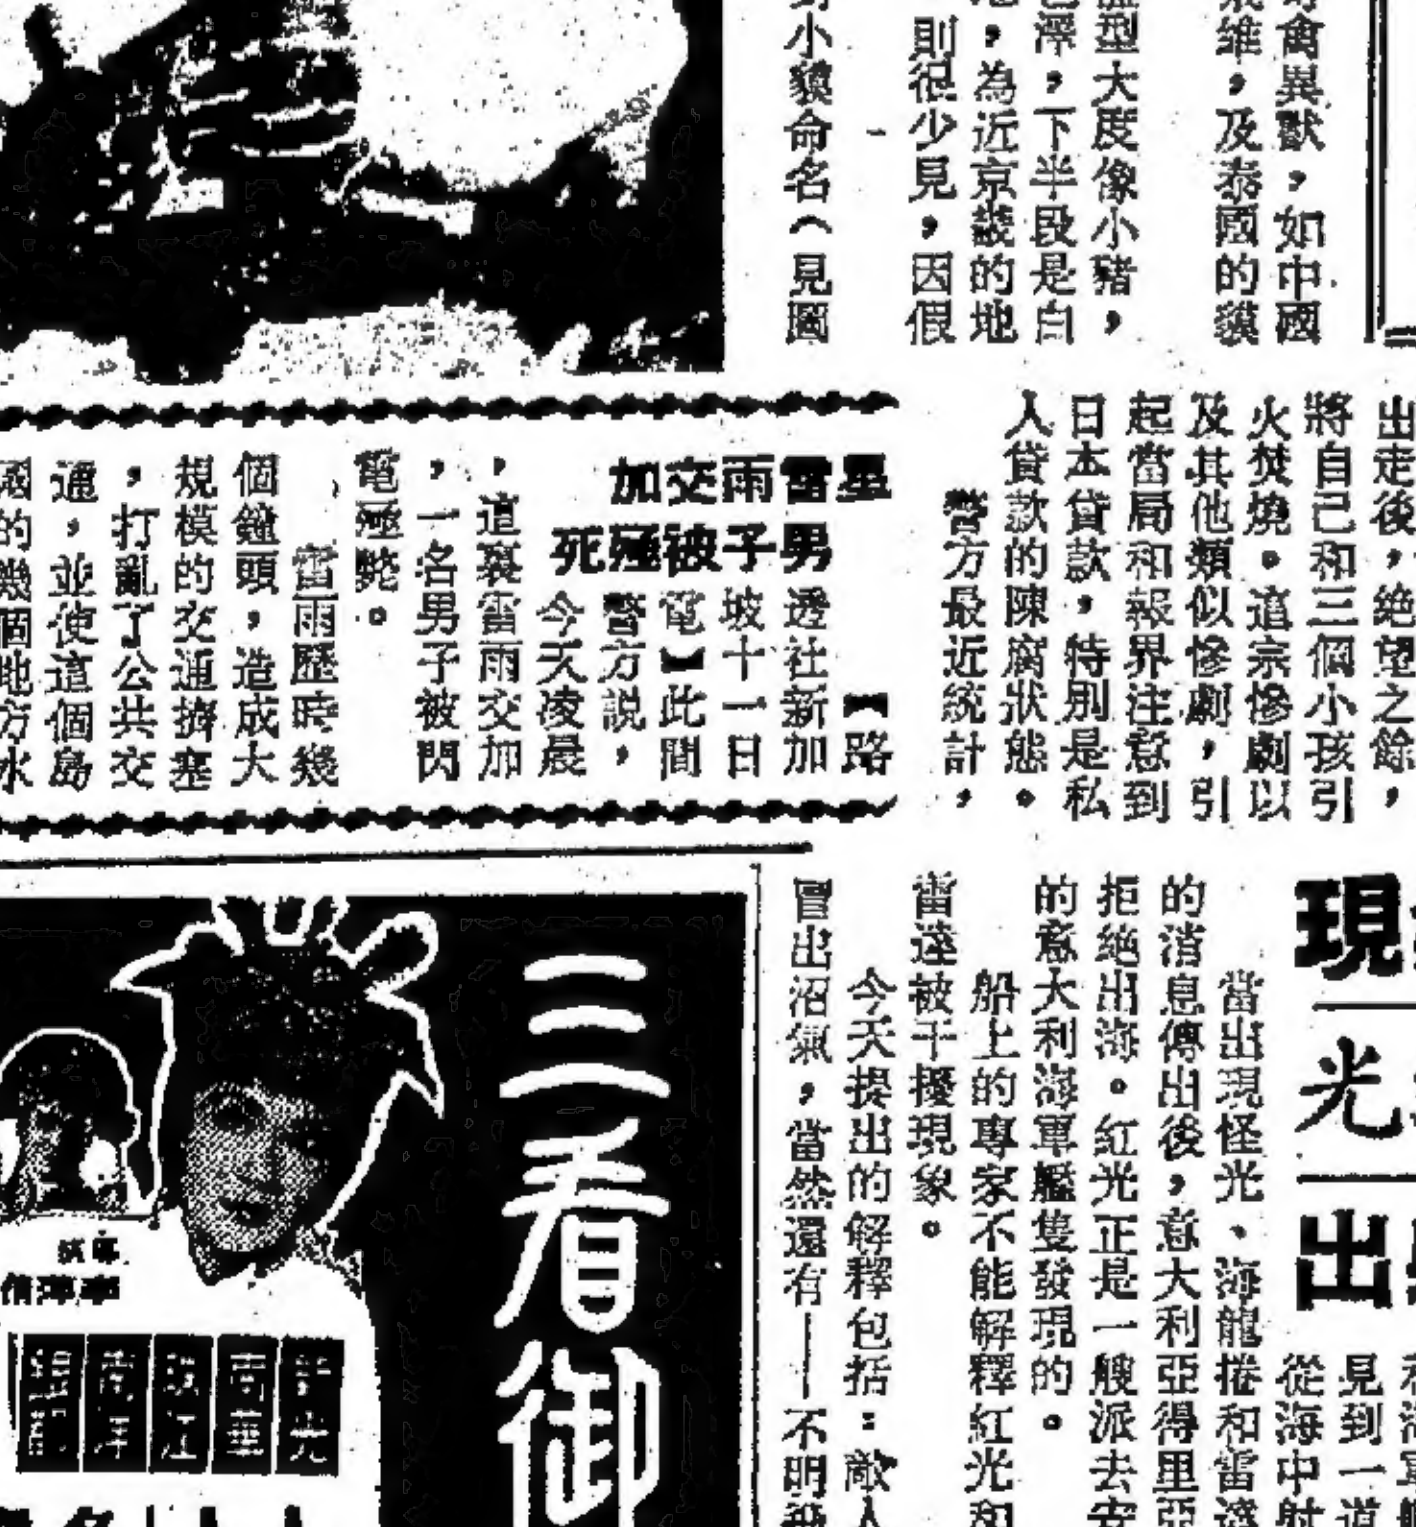 奇禽異獸，如中國
維，及泰國的貘
型大度像小豬，
澤，下半段是白
，為近京畿的地
則很少見，因假
小貘命名（見圖
出走後，絶望之餘，
將自己和三個小孩引
火焚燒。這宗慘劇以
及其他類似慘劇，引
起當局和報界注意到
日本貸款，特別是私
人貸款的陳腐狀態。
警方最近統計，
星
雷男
雨子
交被
加殛
死
【路
透社新加
坡十一日
電】此間
警方説，
今天凌晨
，這裏雷雨交加
，一名男子被閃
電殛斃。
雷雨歷時幾
個鐘頭，造成大
規模的交通擠塞
，打亂了公共交
通，並使這個島
國的幾個地方水
現
光
出
見到一道
從海中射
當出現怪光、海龍捲和雷達
的消息傳出後，意大利亞得里亞
拒絕出海。紅光正是一艘派去安
的意大利海軍艦隻發現的。
船上的專家不能解釋紅光和
雷達被干擾現象。
今天提出的解釋包括：敵人
冒出沼氣，當然還有——不明飛
三看御